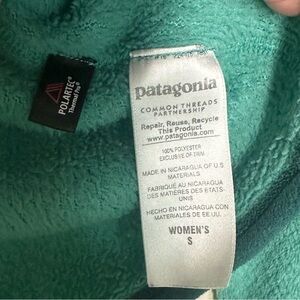 POLARTEC®
Thermal Pro®
patagonia
COMMON THREADS
PARTNERSHIP
Repair, Reuse, Recycle
This Product
www.patagonia.com
100% POLYESTER
EXCLUSIVE OF TRIM
MADE IN NICARAGUA OF U.S
MATERIALS
FABRIQUÉ AU NICARAGUA
DES MATIÈRES DES ETATS-
UNIS
HECHO EN NICARAGUA CON
MATERIALES DE EE.UU.
WOMEN'S
S